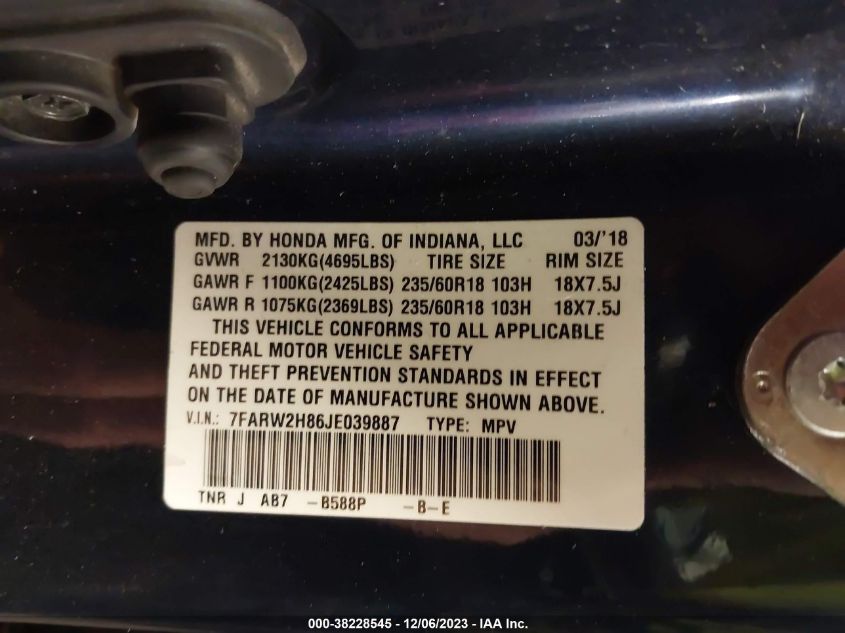 MFD. BY HONDA MFG. OF INDIANA, LLC 03/'18
GVWR 2130KG(4695LBS) TIRE SIZE RIM SIZE
GAWR F 1100KG(2425LBS) 235/60R18 103H 18X7.5J
GAWR R 1075KG(2369LBS) 235/60R18 103H 18X7.5J
THIS VEHICLE CONFORMS TO ALL APPLICABLE
FEDERAL MOTOR VEHICLE SAFETY
AND THEFT PREVENTION STANDARDS IN EFFECT
ON THE DATE OF MANUFACTURE SHOWN ABOVE.
V.I.N.: 7FARW2H86JE039887 TYPE: MPV
TNR J AB7 -B588P -B-E
000-38228545 - 12/06/2023 - IAA Inc.